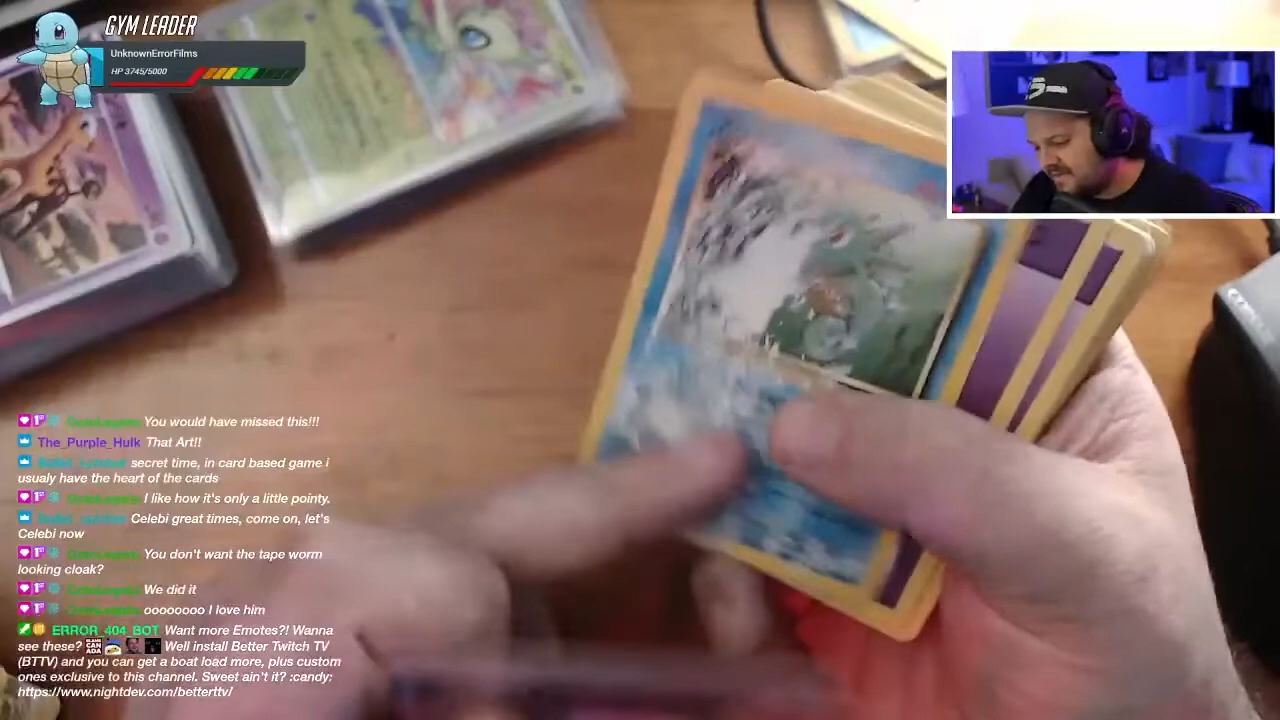 GYM LEADER
UnknownErrorFilms
HP 3745/5000
You would have missed this!!!
The_Purple_Hulk That Art!!
secret time, in card based game i
usualy have the heart of the cards
I like how it's only a little pointy.
Celebi great times, come on, let's
Celebi now
You don't want the tape worm
looking cloak?
We did it
oooooooo I love him
ERROR_404_BOT Want more Emotes?! Wanna
see these? Well install Better Twitch TV
(BTTV) and you can get a boat load more, plus custom
ones exclusive to this channel. Sweet ain't it? :candy:
https://www.nightdev.com/betterttv/